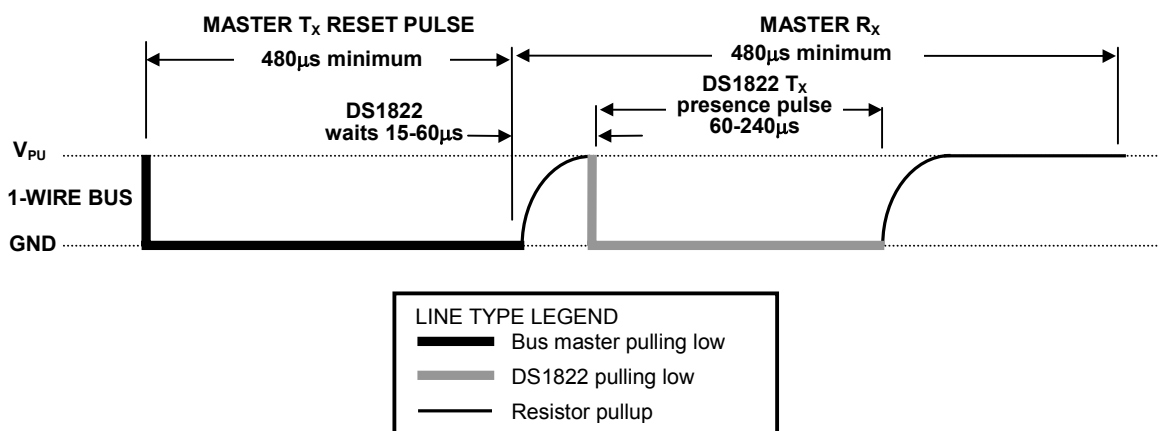 MASTER TX RESET PULSE
MASTER RX
480μs minimum
480μs minimum
DS1822 TX
presence pulse
60-240μs
DS1822
waits 15-60μs
VPU
1-WIRE BUS
GND
LINE TYPE LEGEND
Bus master pulling low
DS1822 pulling low
Resistor pullup